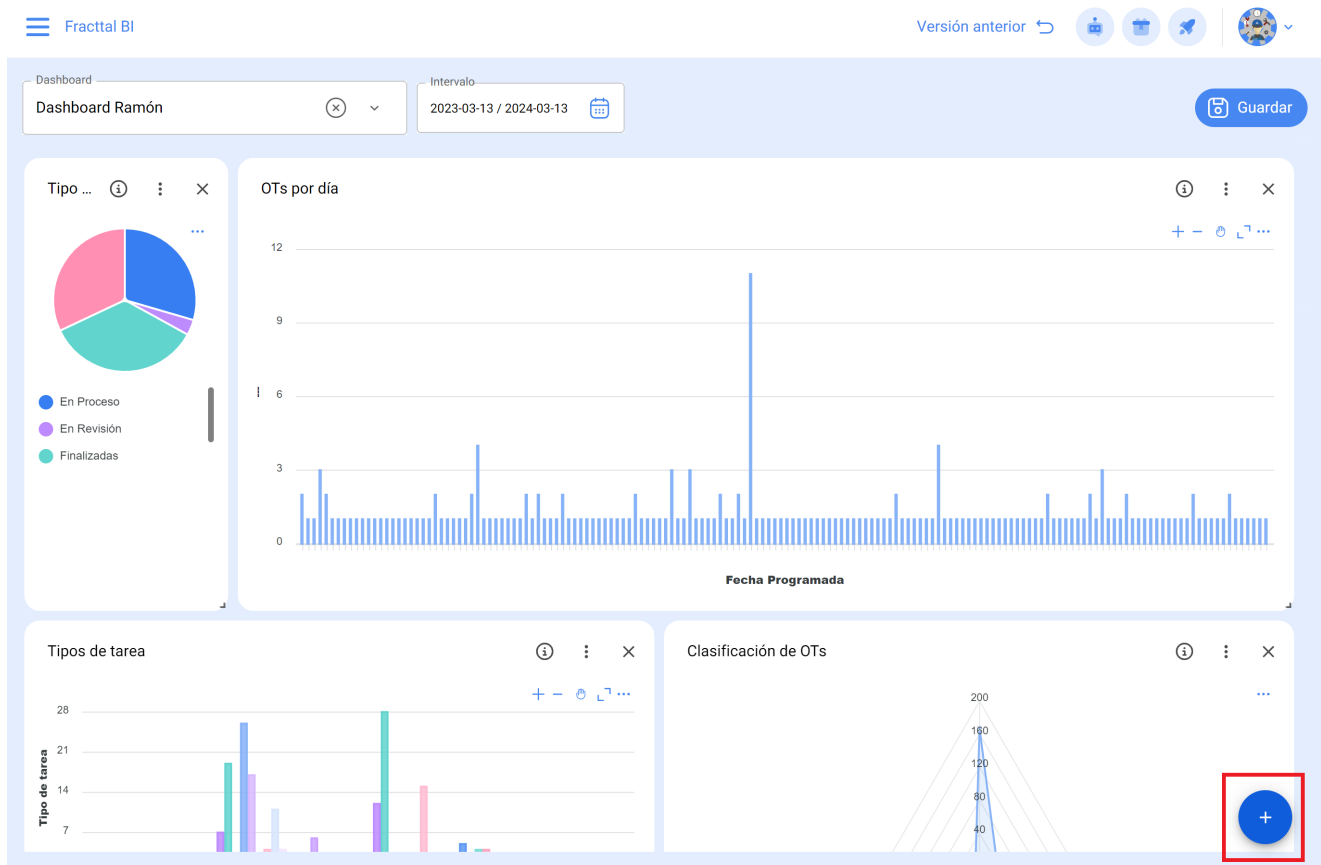 Fracttal BI
Versión anterior
Dashboard
Dashboard Ramón
Intervalo
2023-03-13 / 2024-03-13
Guardar
Tipo ...
En Proceso
En Revisión
Finalizadas
OTs por día
12
9
6
3
0
Fecha Programada
Tipos de tarea
28
21
14
7
Tipo de tarea
Clasificación de OTs
200
160
120
80
40